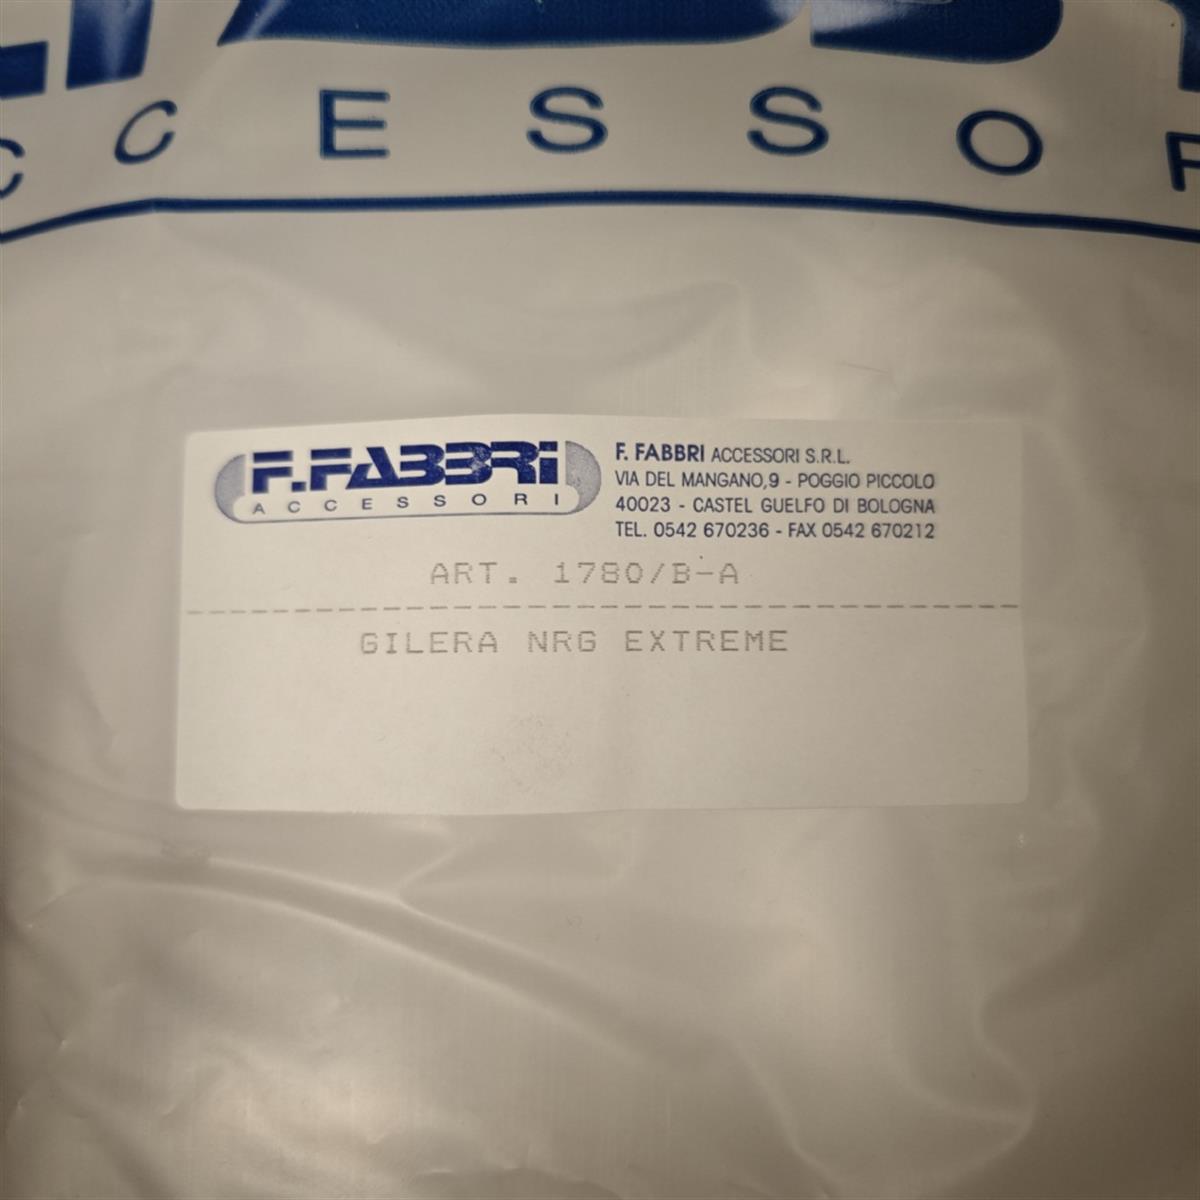 CCESSOR
F.FABBRI
ACCESSORI
F. FABBRI ACCESSORI S.R.L.
VIA DEL MANGANO,9 - POGGIO PICCOLO
40023 - CASTEL GUELFO DI BOLOGNA
TEL. 0542 670236 - FAX 0542 670212
ART. 1780/B-A
GILERA NRG EXTREME